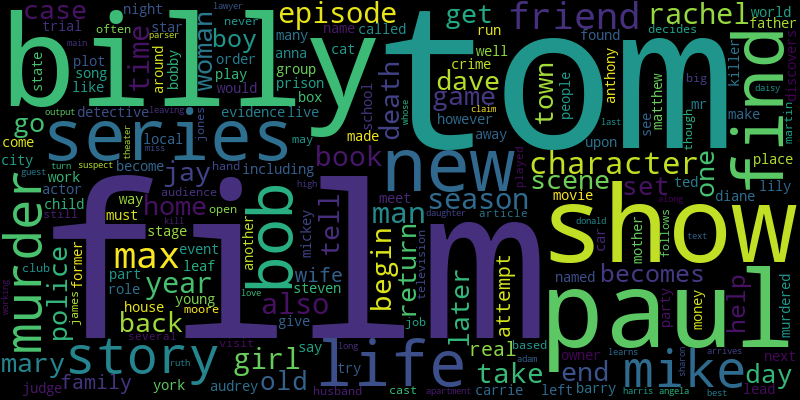 case
night
billy
tom
episode
get
friend
rachel
world
trial
often
star
boy
woman
never
lawyer
run
name
cat
called
found
decides
father
state
main
parser
time
around
bobby
many
anna
well
town
people
anthony
killer
discovers
plot
song
like
order
play
would
group
prison
box
death
dave
crime
game
matthew
mr
big
find
daisy
martin
output
leaving
detective
evidence
live
school
whose
however
away
claim
last
see
though
make
go
series
jones
local
may
made
upon
come
theater
miss
book
new
played
character
one
place
city
turn
suspect
become
hand
including
jay
scene
set
ted
lily
guest
work
actor
audience
meet
season
movie
diane
murder
child
still
way
must
home
open
high
bob
tell
man
daughter
article
show
donald
along
mother
follows
text
film
kill
stage
another
mickey
begin
return
television
car
club
police
former
max
event
leaf
wife
later
attempt
named
becomes
part
role
year
young
steven
also
james
house
moore
love
give
job
paul
money
party
help
murdered
working
back
several
visit
say
long
real
based
owner
next
mary
story
girl
ruth
life
try
adam
learns
sharon
arrives
judge
family
york
audrey
old
husband
cast
carrie
apartment
take
end
left
barry
mike
harris
angela
best
day
lead